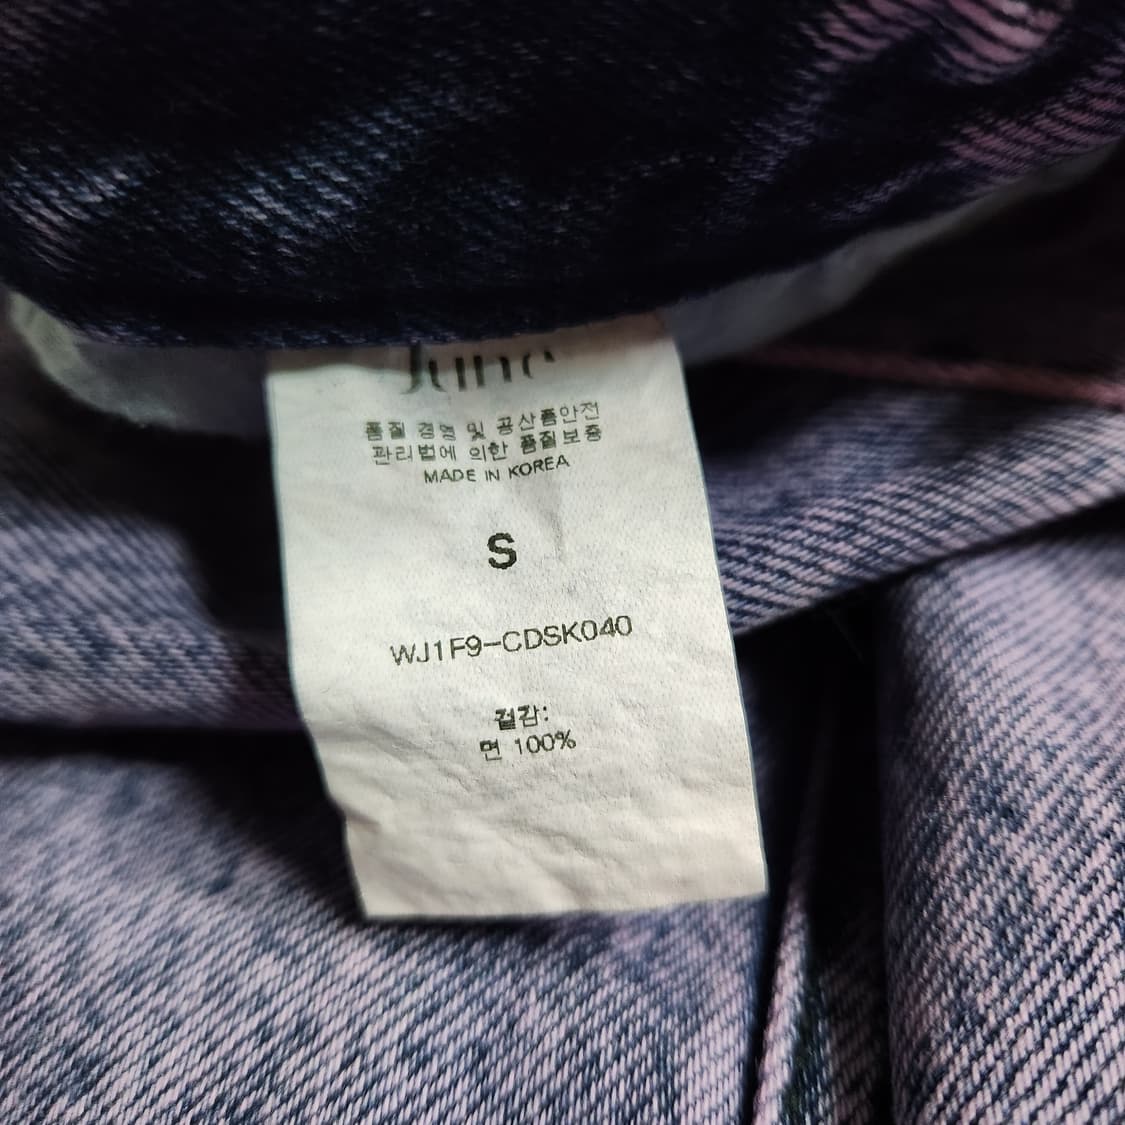 품질 경영 및 공산품안전
관리법에 의한 품질보증
MADE IN KOREA
S
WJ1F9-CDSK040
겉감:
면 100%